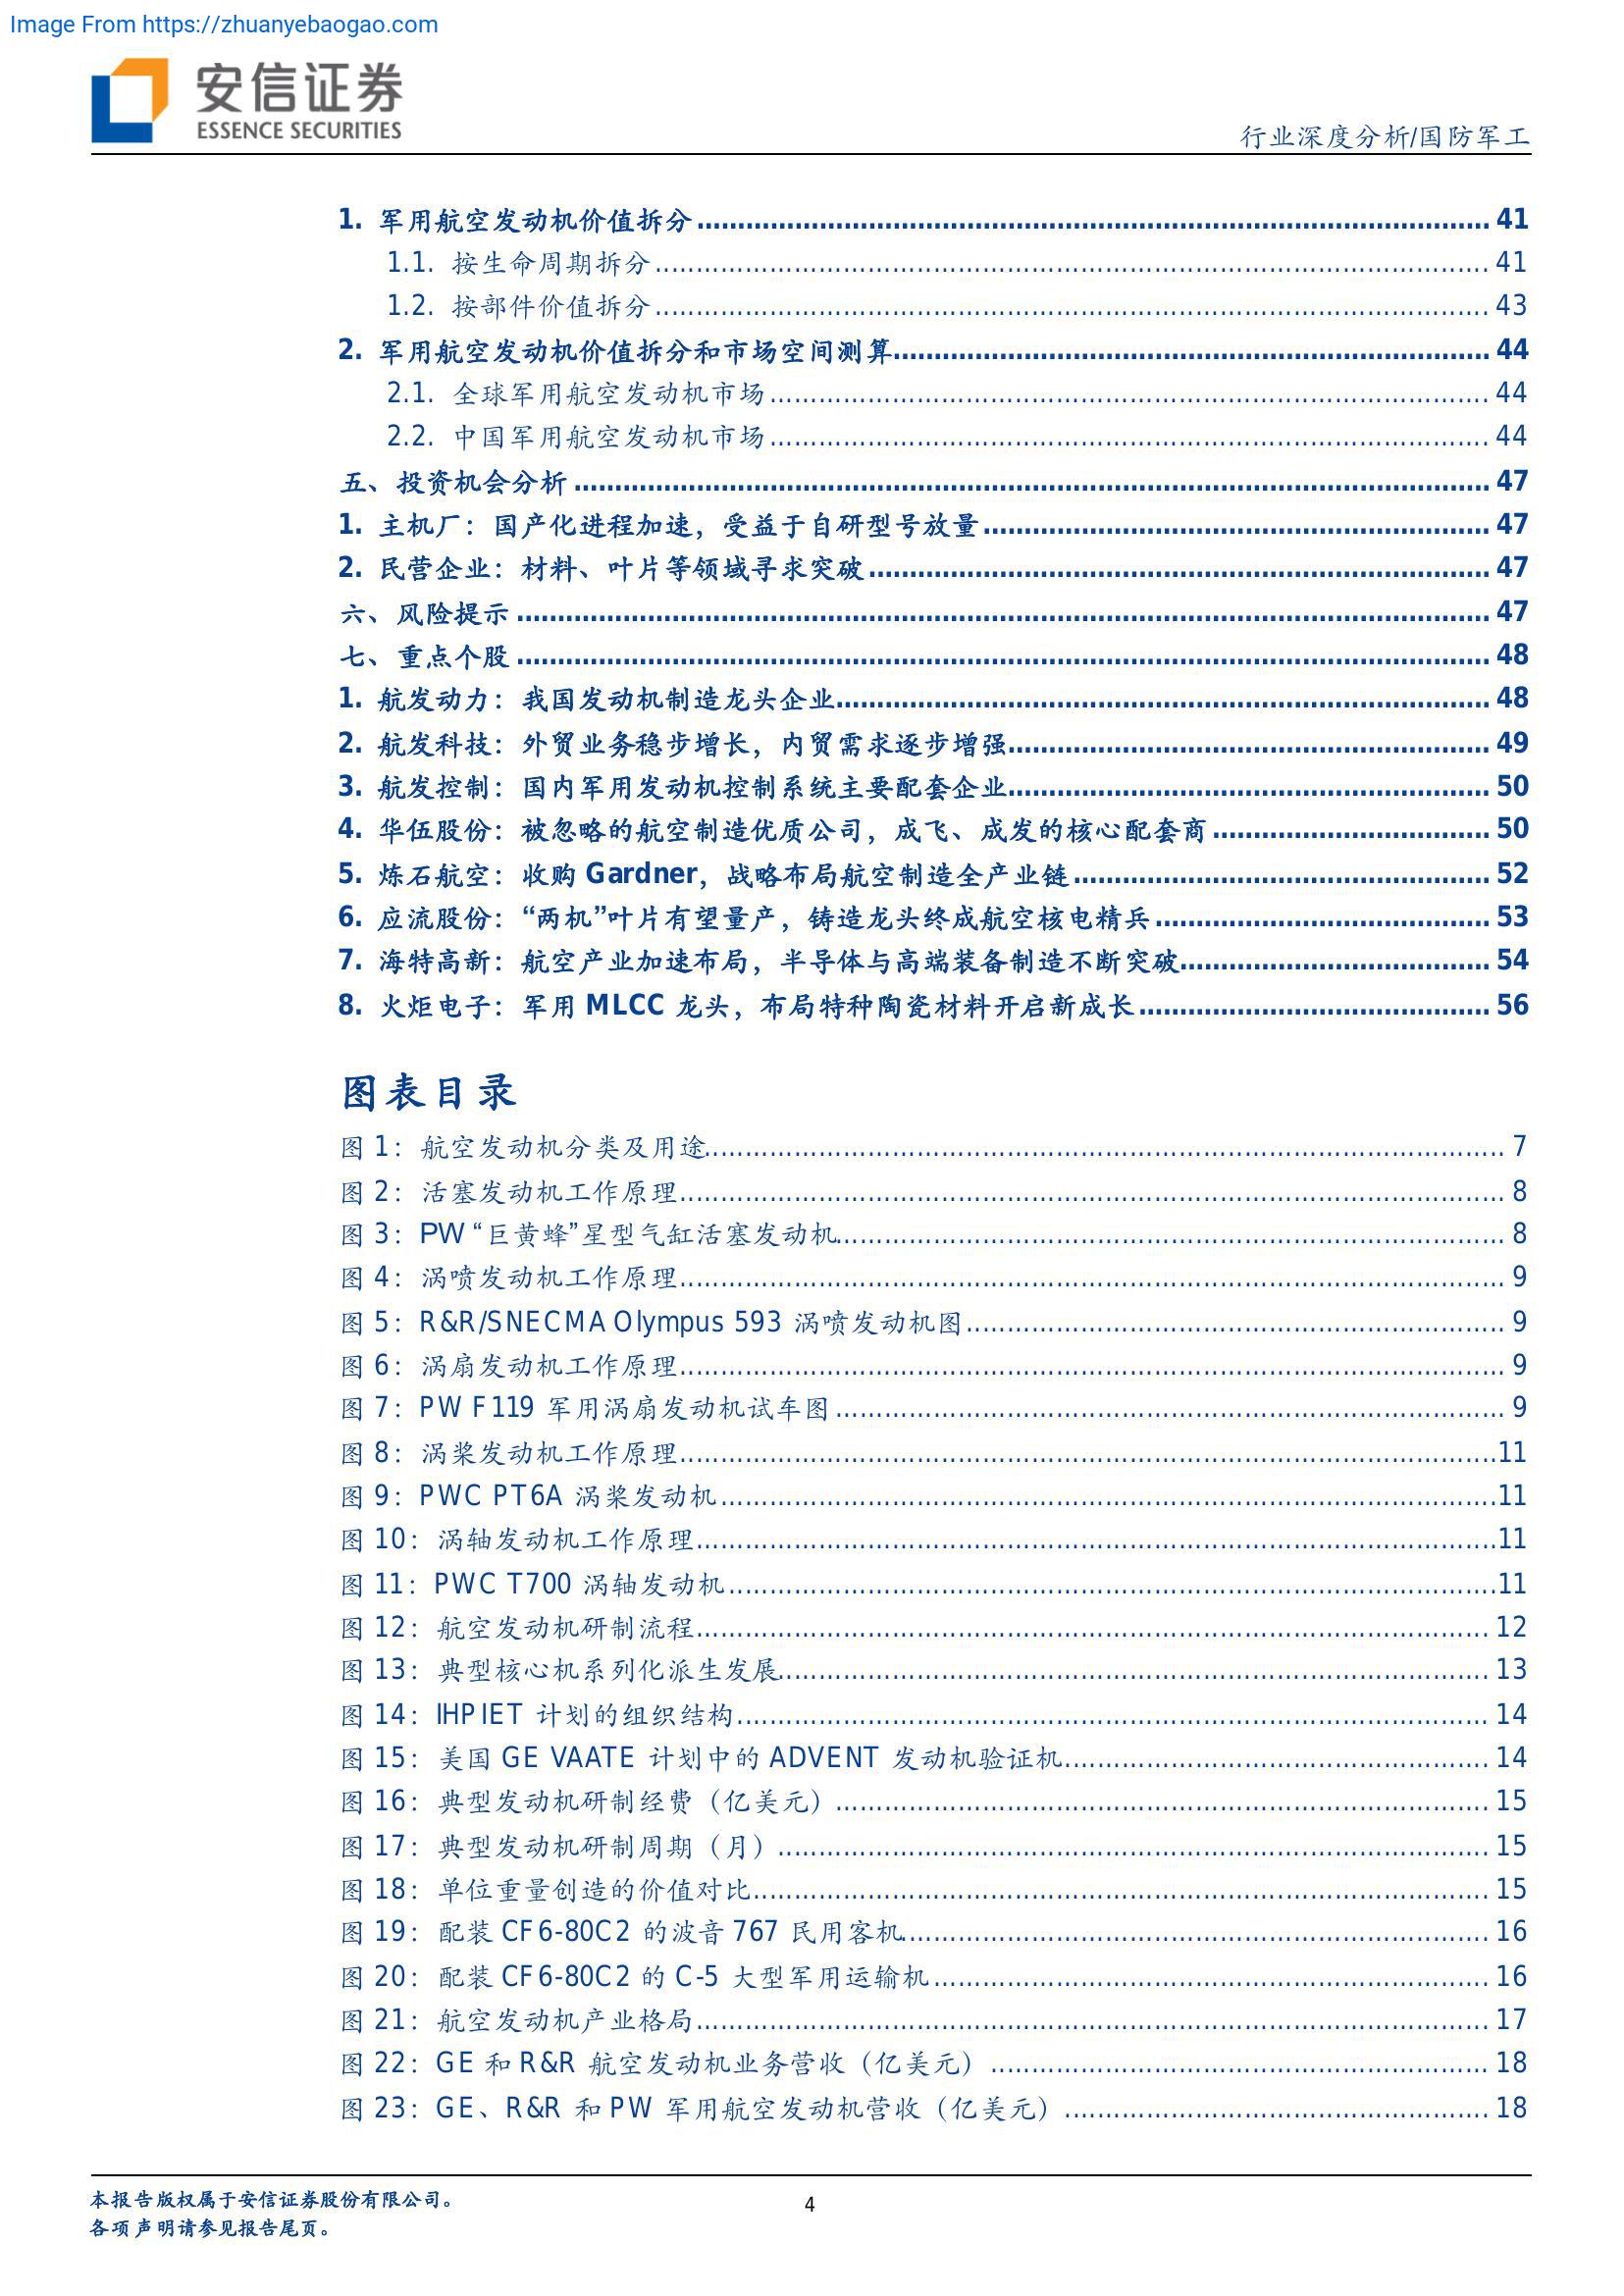 Image From https://zhuanyebaogao.com
安信证券
ESSENCE SECURITIES
行业深度分析/国防军工
1. 军用航空发动机价值拆分 41
1.1. 按生命周期拆分 41
1.2. 按部件价值拆分 43
2. 军用航空发动机价值拆分和市场空间测算 44
2.1. 全球军用航空发动机市场 44
2.2. 中国军用航空发动机市场 44
五、投资机会分析 47
1. 主机厂：国产化进程加速，受益于自研型号放量 47
2. 民营企业：材料、叶片等领域寻求突破 47
六、风险提示 47
七、重点个股 48
1. 航发动力：我国发动机制造龙头企业 48
2. 航发科技：外贸业务稳步增长，内贸需求逐步增强 49
3. 航发控制：国内军用发动机控制系统主要配套企业 50
4. 华伍股份：被忽略的航空制造优质公司，成飞、成发的核心配套商 50
5. 炼石航空：收购 Gardner，战略布局航空制造全产业链 52
6. 应流股份：“两机”叶片有望量产，铸造龙头终成航空核电精兵 53
7. 海特高新：航空产业加速布局，半导体与高端装备制造不断突破 54
8. 火炬电子：军用 MLCC 龙头，布局特种陶瓷材料开启新成长 56
图表目录
图 1：航空发动机分类及用途 7
图 2：活塞发动机工作原理 8
图 3：PW “巨黄蜂”星型气缸活塞发动机 8
图 4：涡喷发动机工作原理 9
图 5：R&R/SNECMA Olympus 593 涡喷发动机图 9
图 6：涡扇发动机工作原理 9
图 7：PW F119 军用涡扇发动机试车图 9
图 8：涡桨发动机工作原理 11
图 9：PWC PT6A 涡桨发动机 11
图 10：涡轴发动机工作原理 11
图 11：PWC T700 涡轴发动机 11
图 12：航空发动机研制流程 12
图 13：典型核心机系列化派生发展 13
图 14：IHPIET 计划的组织结构 14
图 15：美国 GE VAATE 计划中的 ADVENT 发动机验证机 14
图 16：典型发动机研制经费（亿美元） 15
图 17：典型发动机研制周期（月） 15
图 18：单位重量创造的价值对比 15
图 19：配装 CF6-80C2 的波音 767 民用客机 16
图 20：配装 CF6-80C2 的 C-5 大型军用运输机 16
图 21：航空发动机产业格局 17
图 22：GE 和 R&R 航空发动机业务营收（亿美元） 18
图 23：GE、R&R 和 PW 军用航空发动机营收（亿美元） 18
本报告版权属于安信证券股份有限公司。
各项声明请参见报告尾页。
4